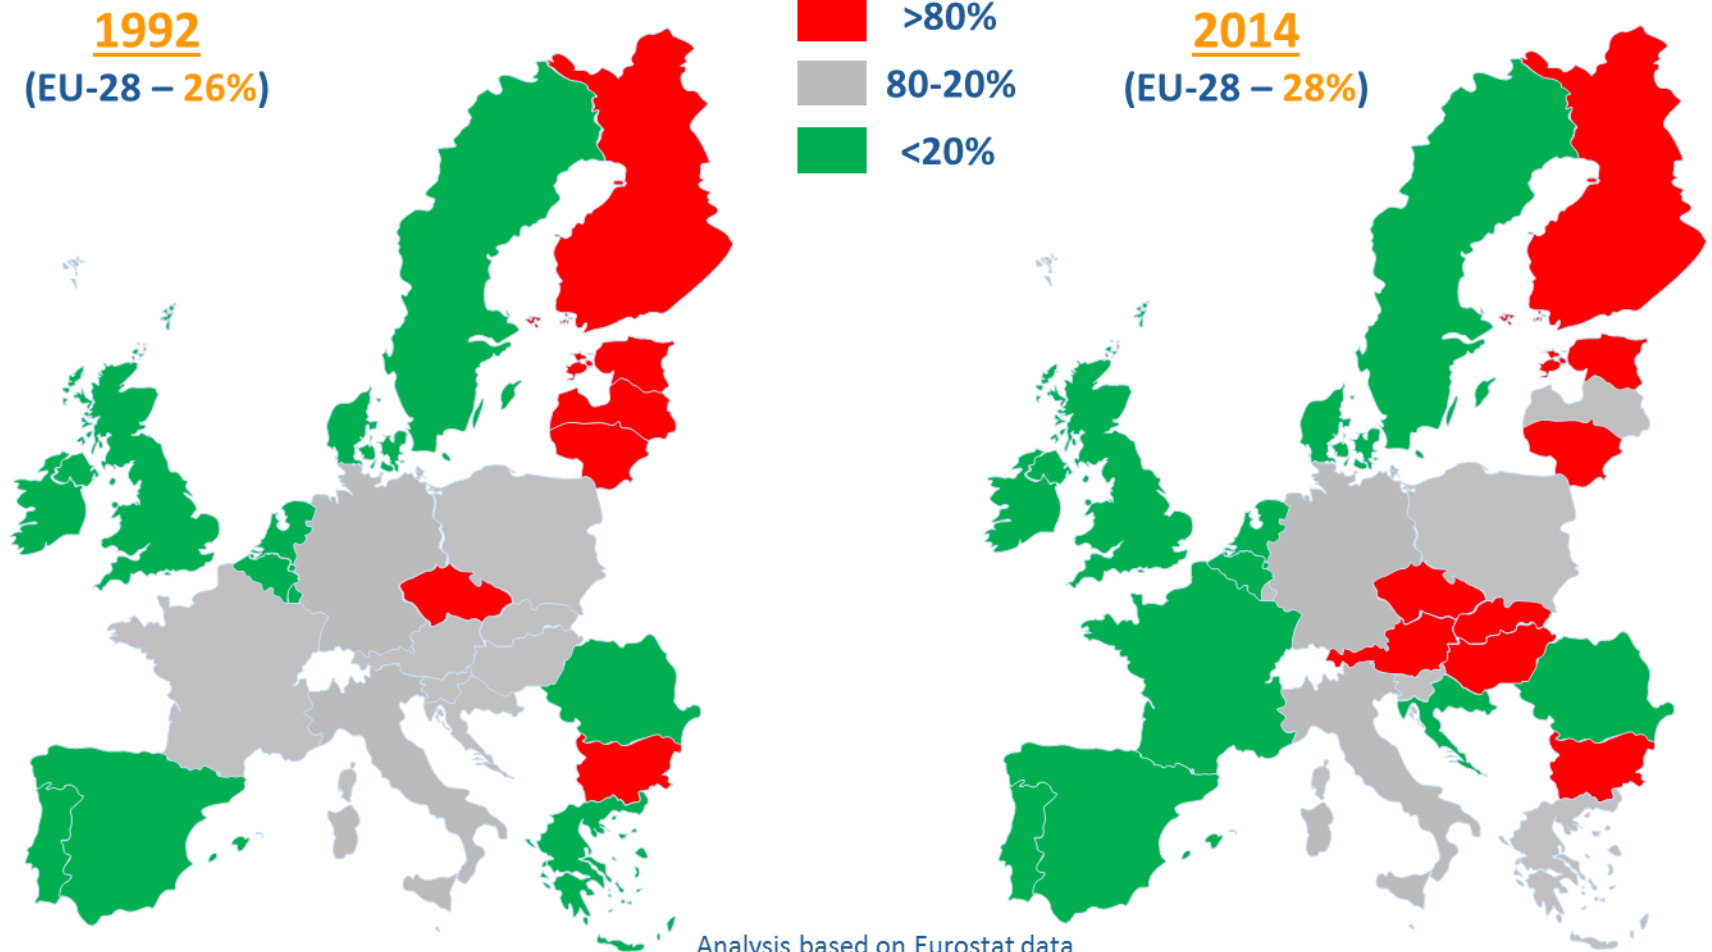 1992
(EU-28 – 26%)
>80%
80-20%
<20%
2014
(EU-28 – 28%)
Analysis based on Eurostat data